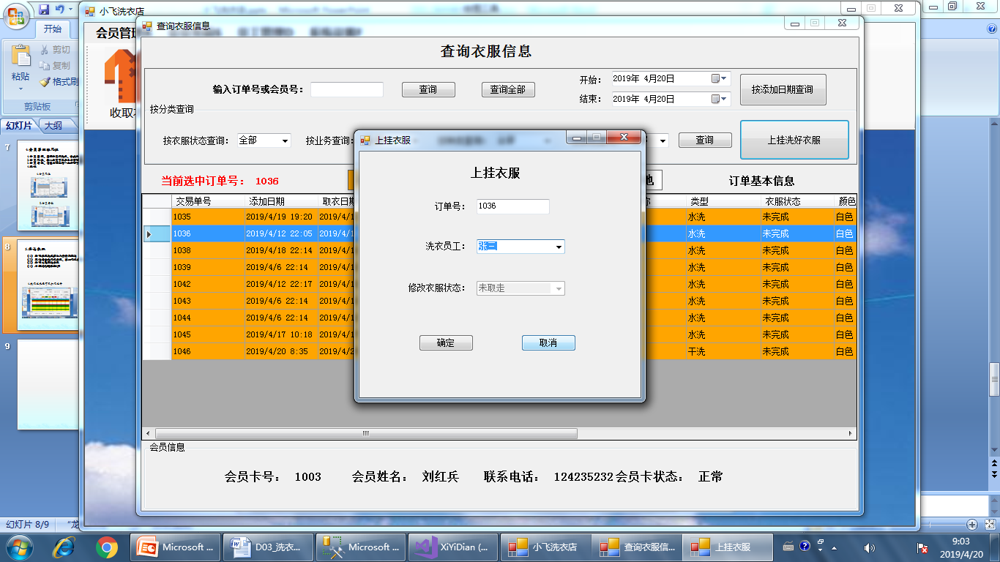 小飞洗衣店
查询衣服信息
开始
会员管
剪切
复制
格式刷
粘贴
剪贴板
幻灯片 大纲
收取
查询衣服信息
输入订单号或会员号： 查询 查询全部
开始： 2019年 4月20日
结束： 2019年 4月20日
按添加日期查询
按分类查询
按衣服状态查询： 全部 按业务查询： 查询
上挂洗好衣服
当前选中订单号： 1036 订单基本信息
交易单号 添加日期 取衣日期 类型 衣服状态 颜色
1035 2019/4/19 19:20 2019/4/1 水洗 未完成 白色
1036 2019/4/12 22:05 2019/4/1 水洗 未完成 白色
1038 2019/4/18 22:14 2019/4/1 水洗 未完成 白色
1039 2019/4/6 22:14 2019/4/1 水洗 未完成 白色
1042 2019/4/12 22:17 2019/4/1 水洗 未完成 白色
1043 2019/4/6 22:14 2019/4/1 水洗 未完成 白色
1044 2019/4/6 22:14 2019/4/1 水洗 未完成 白色
1045 2019/4/17 10:18 2019/4/1 水洗 未完成 白色
1046 2019/4/20 8:35 2019/4/2 干洗 未完成 白色
上挂衣服
上挂衣服
订单号： 1036
洗衣员工： 张三
修改衣服状态： 未取走
确定 取消
会员信息
会员卡号： 1003 会员姓名： 刘红兵 联系电话： 124235232 会员卡状态： 正常
7
8
9
幻灯片 8/9 “龙
Microsoft ... D03_洗衣... Microsoft ... XiYiDian (... 小飞洗衣店 查询衣服信... 上挂衣服
9:03
2019/4/20